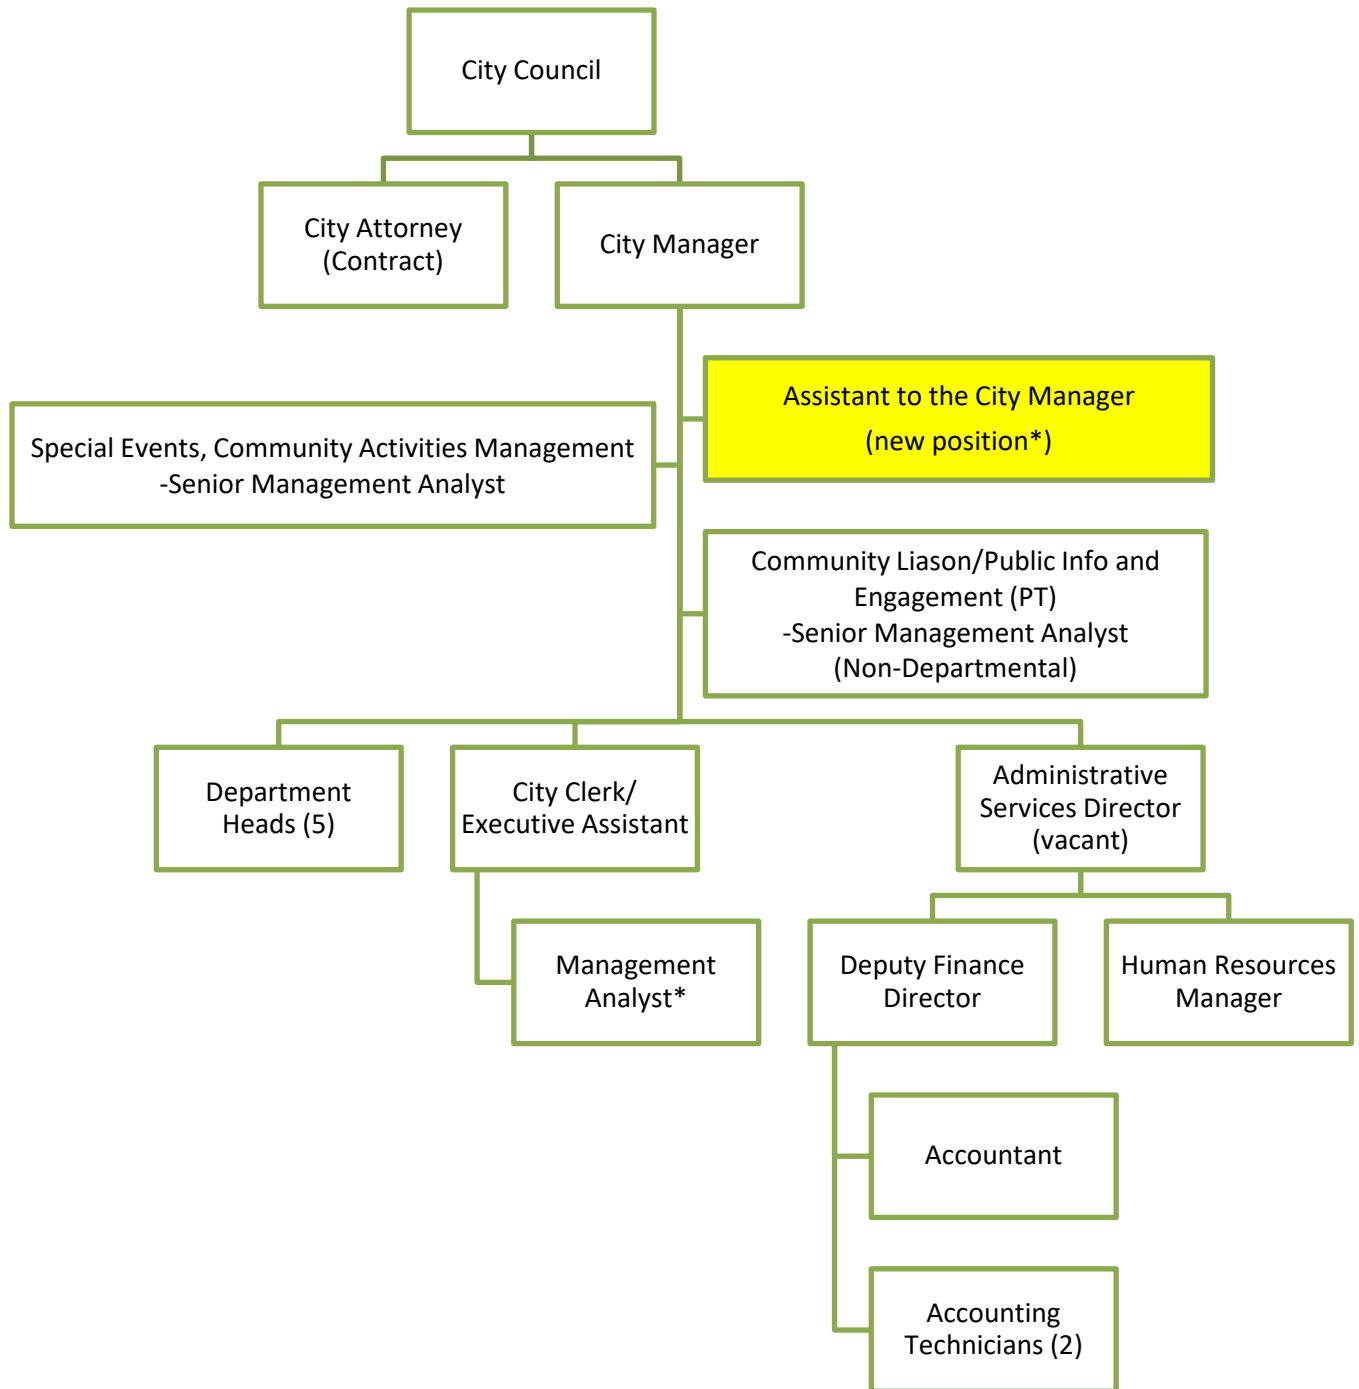 City Council
City Attorney
(Contract)
City Manager
Assistant to the City Manager
(new position*)
Special Events, Community Activities Management
-Senior Management Analyst
Community Liason/Public Info and
Engagement (PT)
-Senior Management Analyst
(Non-Departmental)
Department
Heads (5)
City Clerk/
Executive Assistant
Administrative
Services Director
(vacant)
Management
Analyst*
Deputy Finance
Director
Human Resources
Manager
Accountant
Accounting
Technicians (2)